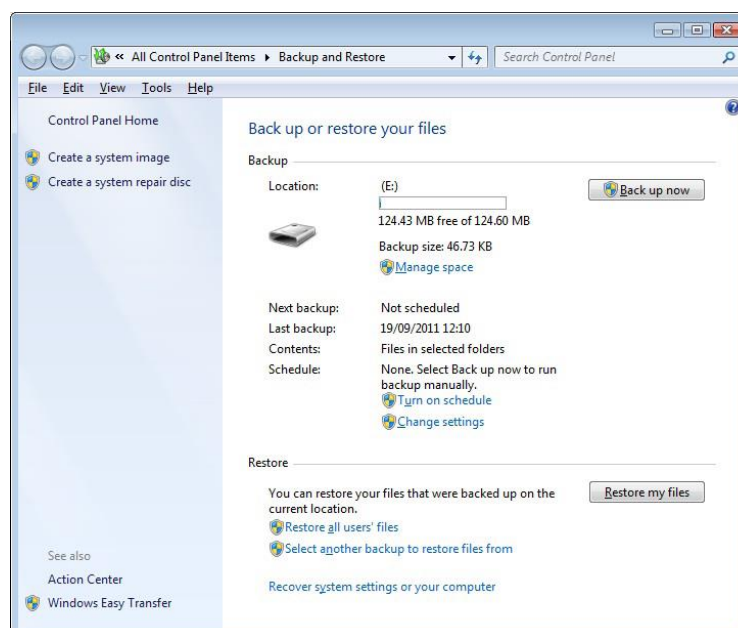 « All Control Panel Items ▸ Backup and Restore
Search Control Panel
File Edit View Tools Help
Control Panel Home
Create a system image
Create a system repair disc
Back up or restore your files
Backup
Location:
(E:)
124.43 MB free of 124.60 MB
Backup size: 46.73 KB
Manage space
Back up now
Next backup: Not scheduled
Last backup: 19/09/2011 12:10
Contents: Files in selected folders
Schedule: None. Select Back up now to run
backup manually.
Turn on schedule
Change settings
Restore
You can restore your files that were backed up on the
current location.
Restore my files
Restore all users' files
Select another backup to restore files from
Recover system settings or your computer
See also
Action Center
Windows Easy Transfer